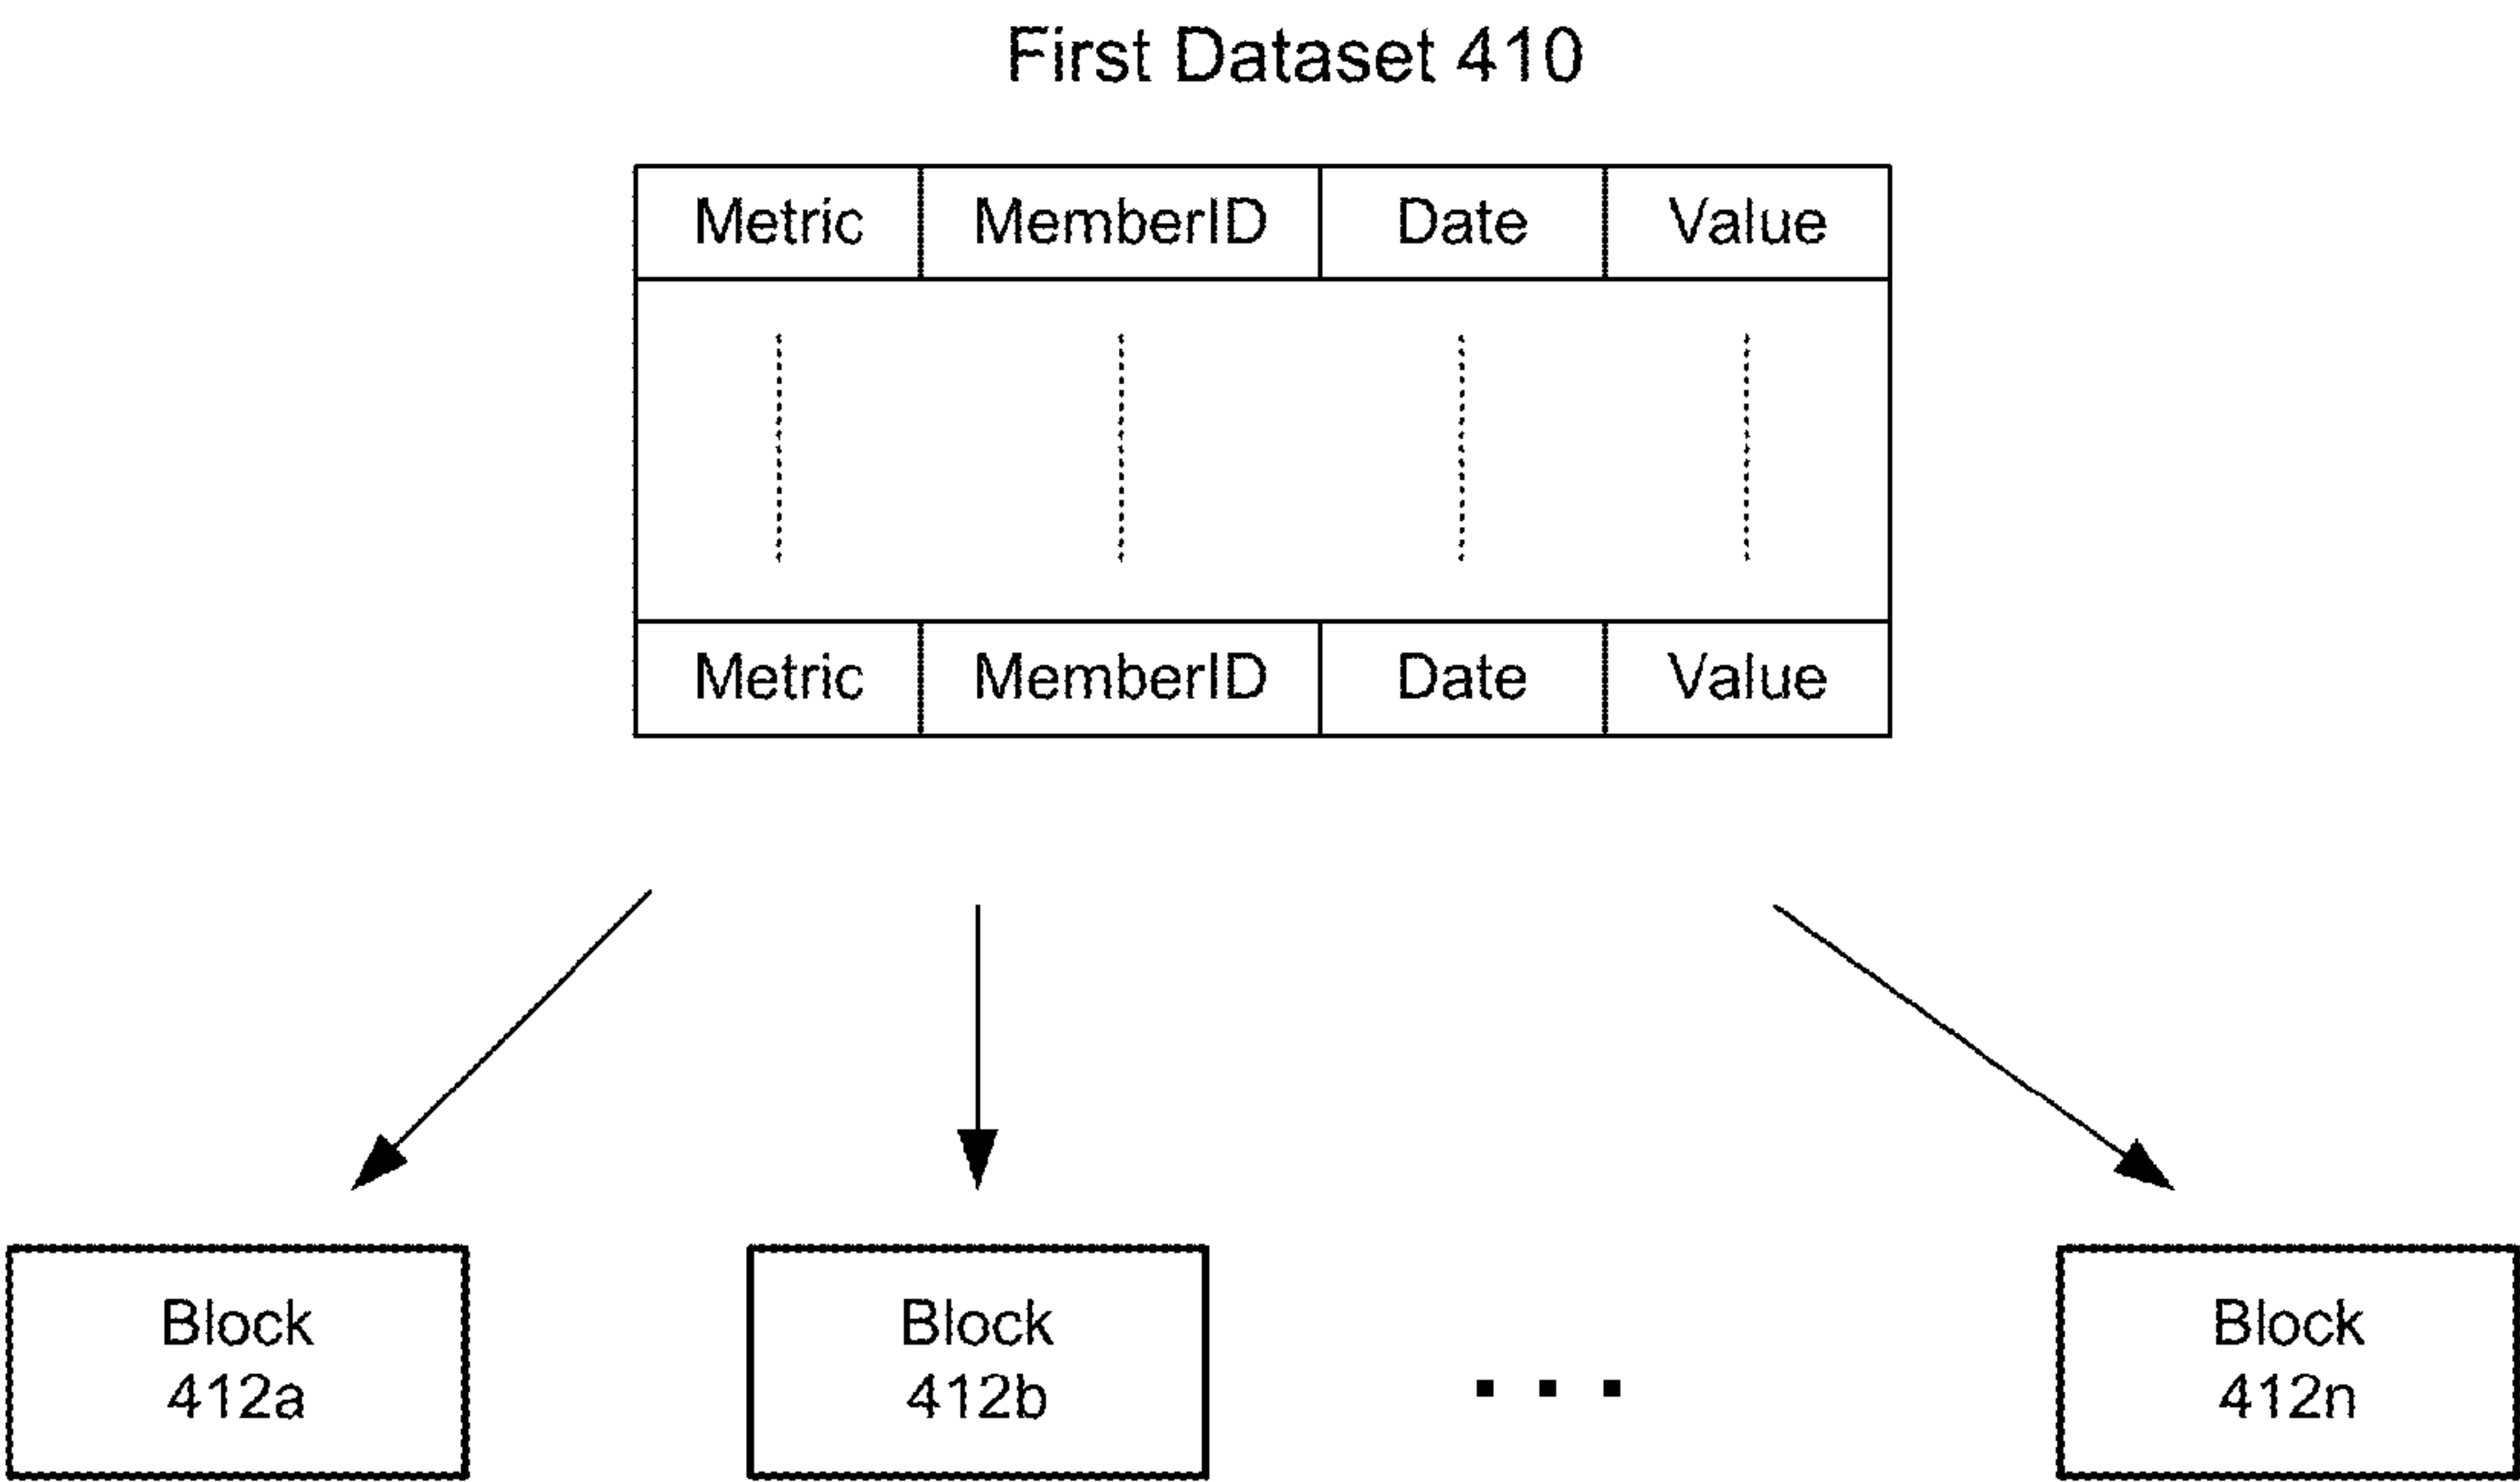 First Dataset 410
Metric MemberID Date Value
Metric MemberID Date Value
Block Block Block
412a 412b ... 412n